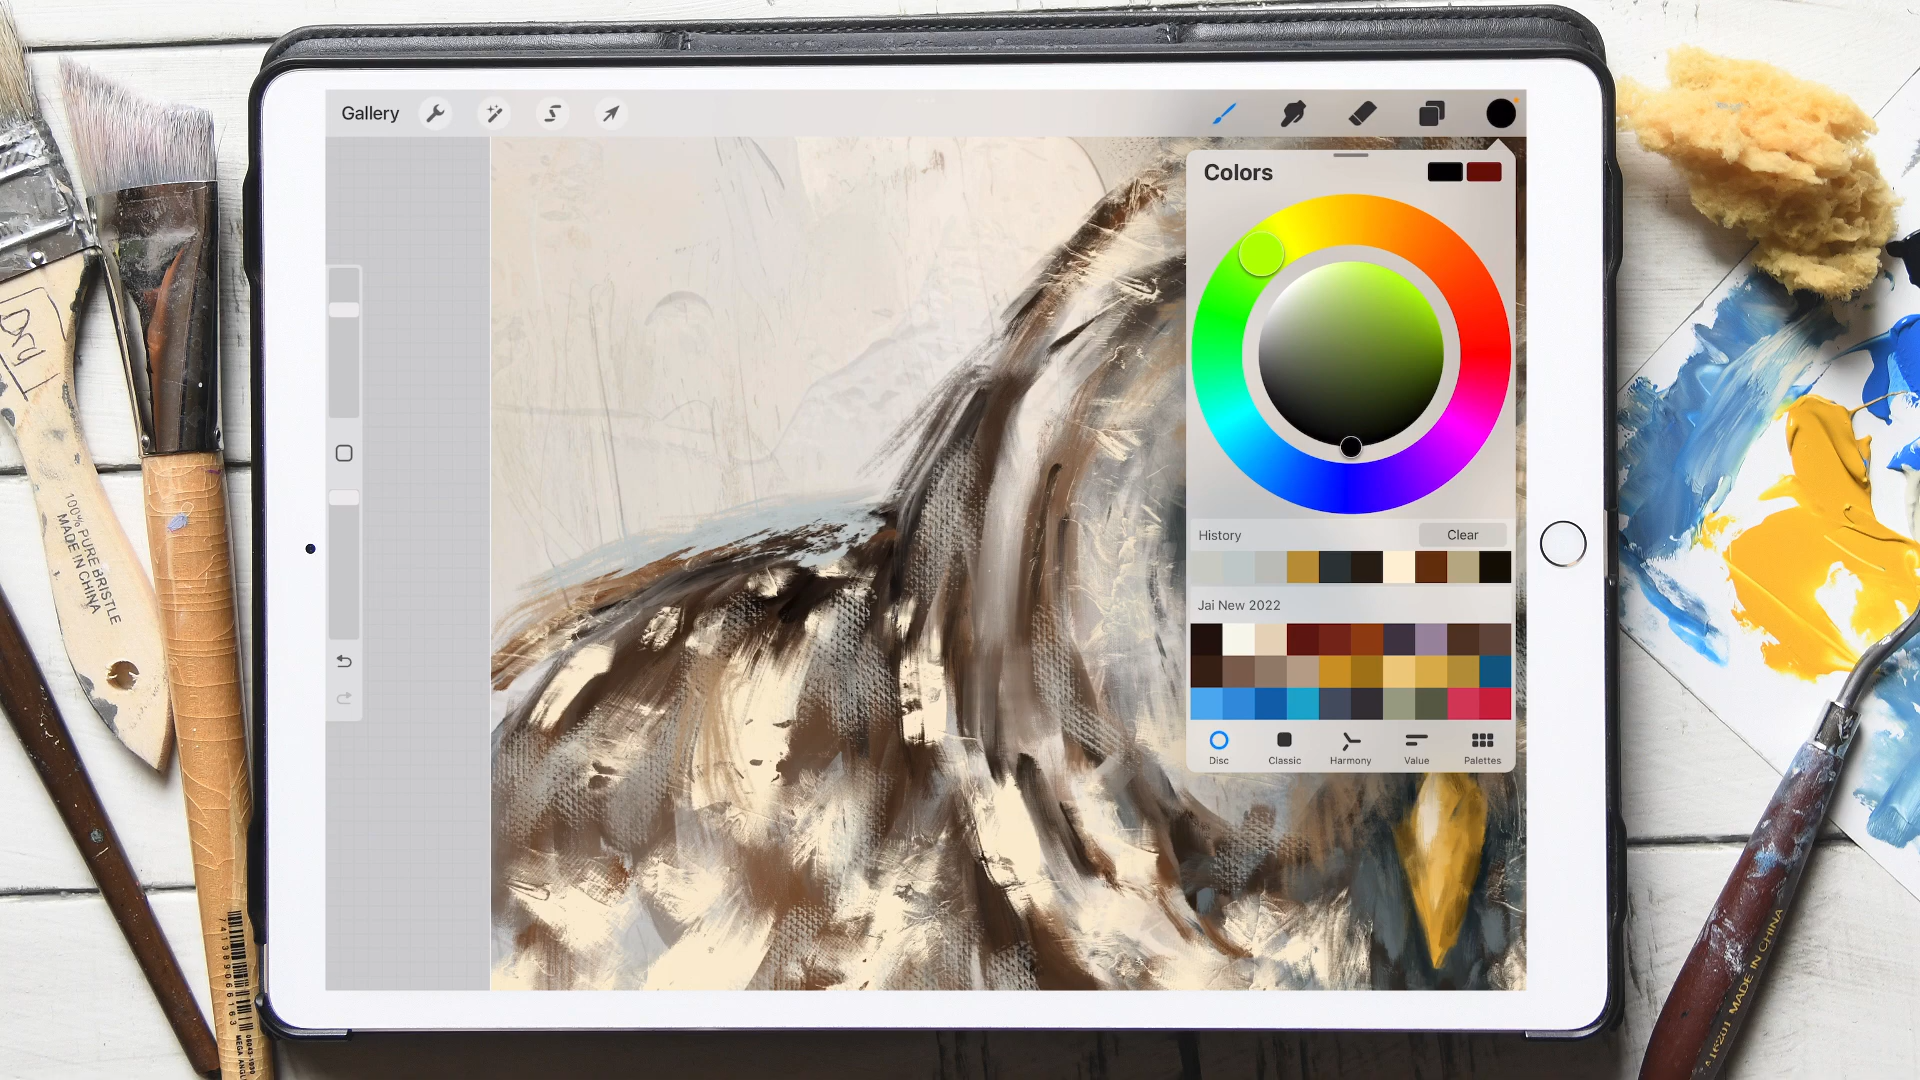 Gallery
Colors
History
Clear
Jai New 2022
Disc
Classic
Harmony
Value
Palettes
Dry
100% PURE BRISTLE
MADE IN CHINA
MADE IN CHINA